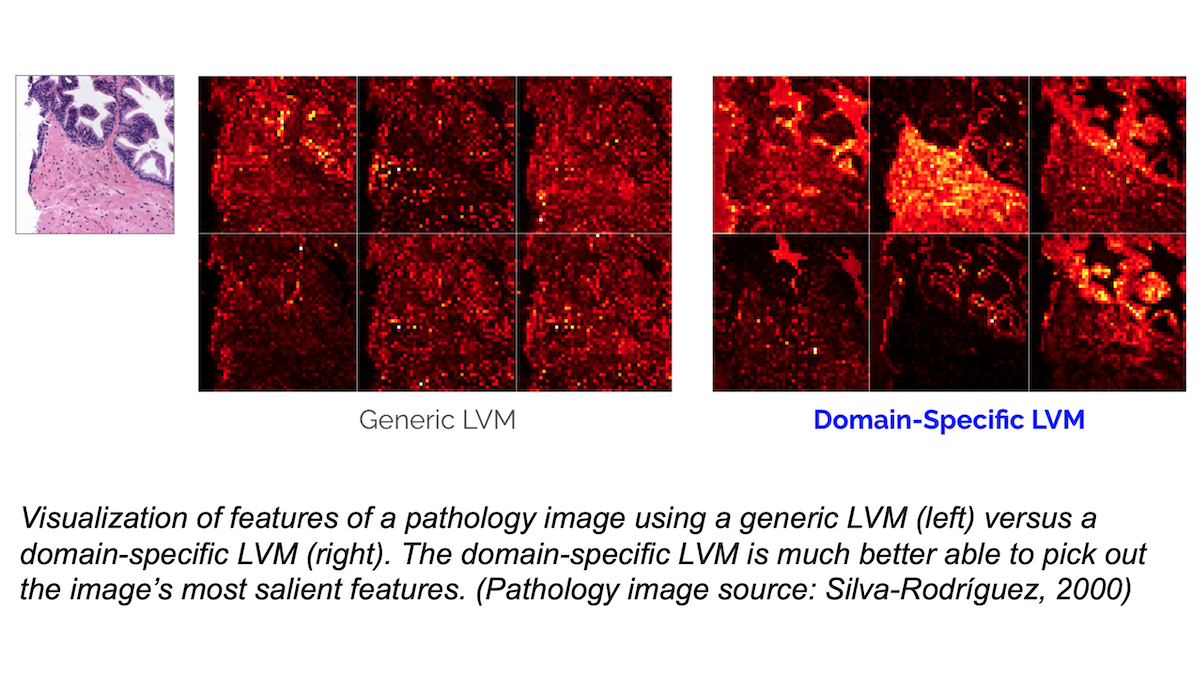 Generic LVM
Domain-Specific LVM
Visualization of features of a pathology image using a generic LVM (left) versus a
domain-specific LVM (right). The domain-specific LVM is much better able to pick out
the image’s most salient features. (Pathology image source: Silva-Rodríguez, 2000)